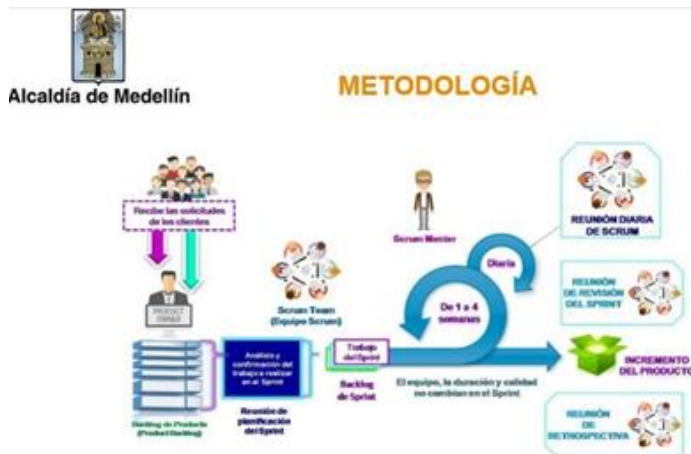 Alcaldía de Medellín
METODOLOGÍA
Recibe las solicitudes
de los clientes
PRODUCT
OWNER
Backlog de Producto
(Product Backlog)
Análisis y
confirmación del
trabajo a realizar
en el Sprint
Reunión de
planificación
del Sprint
Scrum Team
(Equipo Scrum)
Trabajo
del Sprint
Backlog
de Sprint
Scrum Master
Diaria
De 1 a 4
semanas
El equipo, la duración y calidad
no cambian en el Sprint
REUNIÓN DIARIA
DE SCRUM
REUNIÓN
DE REVISIÓN
DEL SPRINT
INCREMENTO
DEL PRODUCTO
REUNIÓN
DE
RETROSPECTIVA